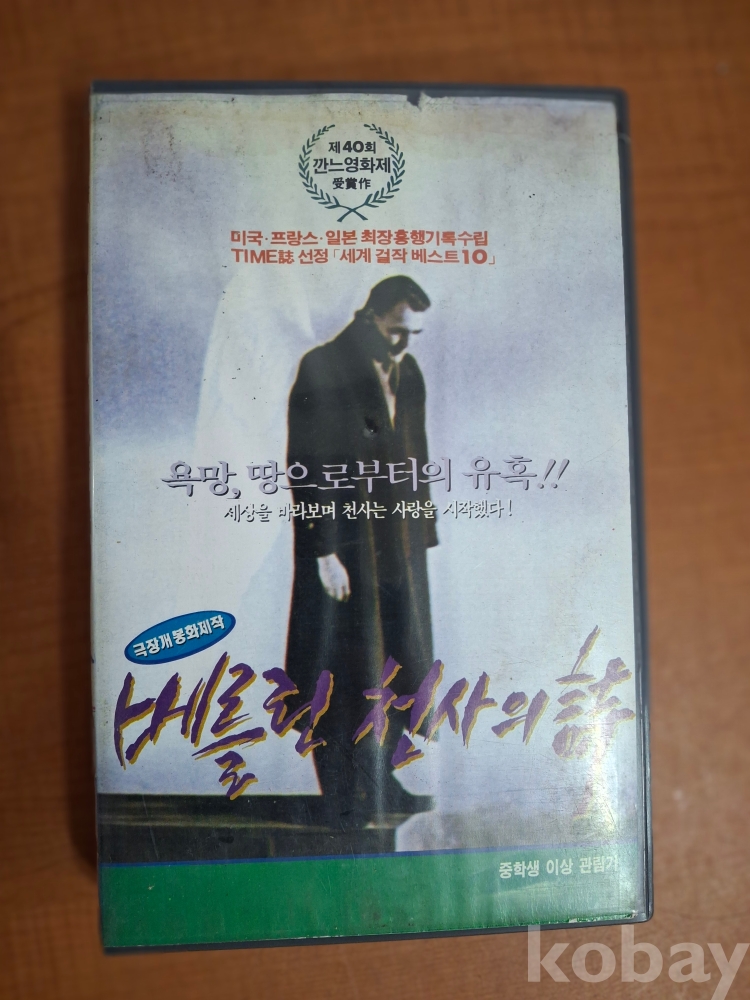 제40회
깐느영화제
受賞作
미국·프랑스·일본 최장흥행기록수립
TIME誌 선정「세계 걸작 베스트10」
욕망, 땅으로부터의 유혹!!
세상을 바라보며 천사는 사랑을 시작했다!
극장개봉화제작
베를린 천사의 詩
중학생 이상 관람가
kobay